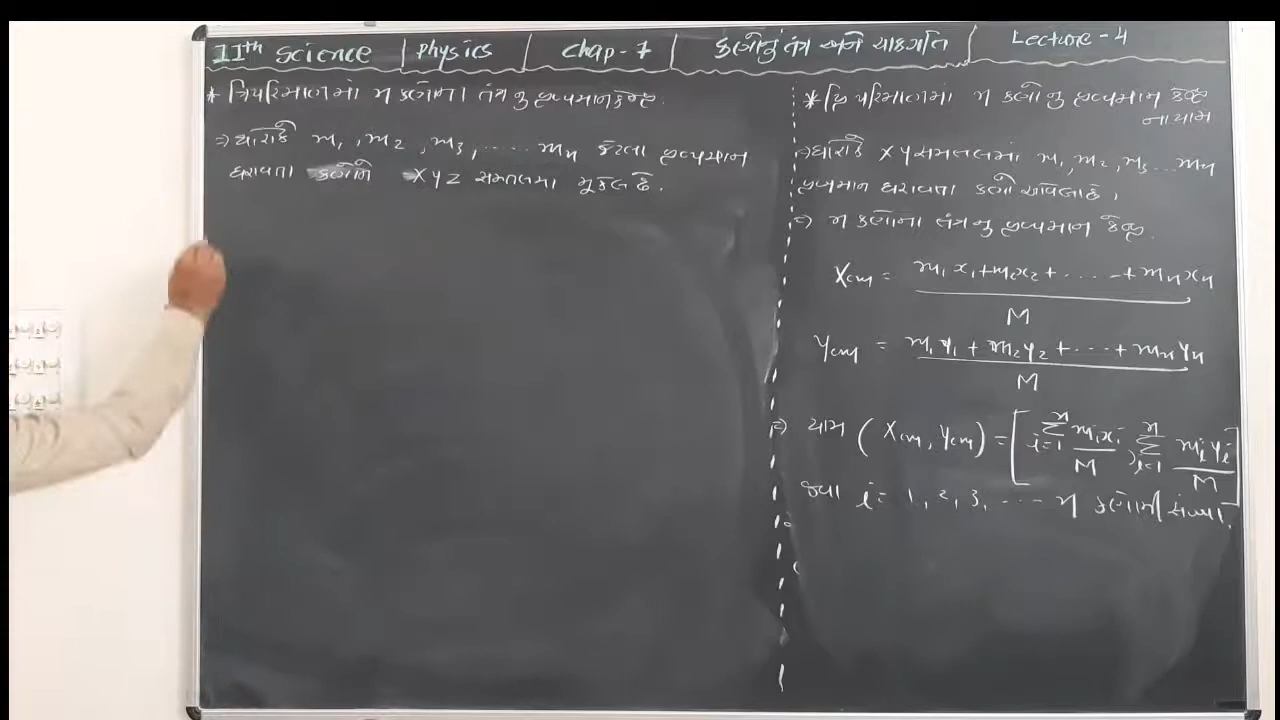 11th Science | Physics | Chap-7 | કણોનું તંત્ર અને ચાકગતિ | Lecture-4
* ત્રિપરિમાણમાં n કણોના તંત્રનુ દ્રવ્યમાનકેન્દ્ર.
⇒ ધારોકે m₁, m₂, m₃, ..... mₙ જેટલા દ્રવ્યમાન
ધરાવતા કણોને XYZ સમતલમા મૂકેલ છે.
* દ્વિપરિમાણમાં n કણોનુ દ્રવ્યમાન કેન્દ્ર
ના યામ
⇒ ધારોકે XY સમતલમાં m₁, m₂, m₃ ... mₙ
દ્રવ્યમાન ધરાવતા કણો આવેલા છે.
⇒ n કણોના તંત્રનુ દ્રવ્યમાન કેન્દ્ર.
Xcm = m₁x₁+m₂x₂+.....+mₙxₙ
M
Ycm = m₁y₁+m₂y₂+...+mₙyₙ
M
⇒ યામ (Xcm, Ycm) = [ n∑i=1 mᵢxᵢ/M , n∑i=1 mᵢyᵢ/M ]
જ્યાં i = 1, 2, 3, ... n કણોની સંખ્યા.